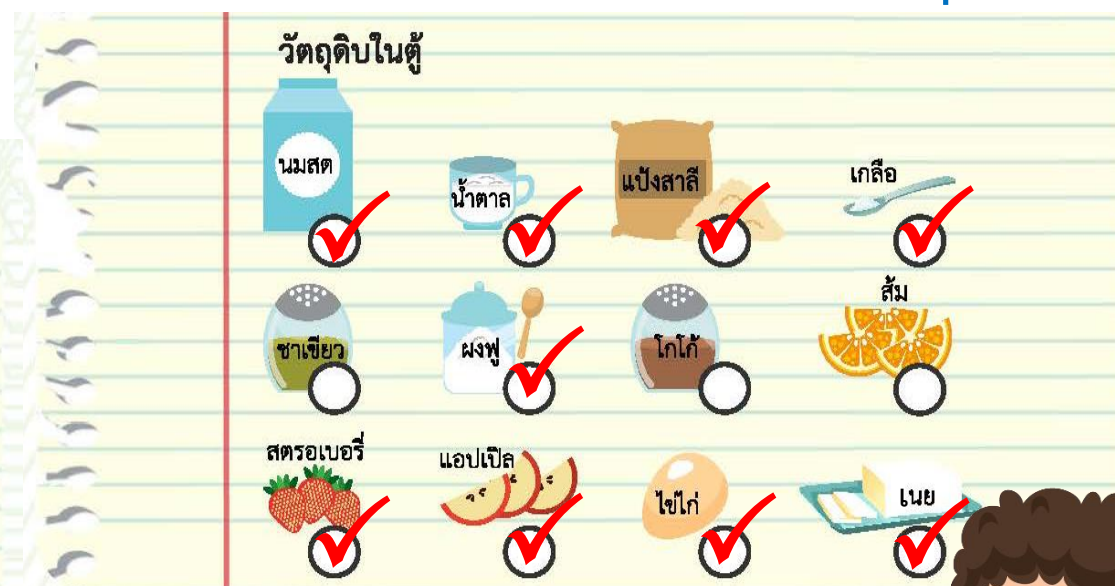 วัตถุดิบในตู้
นมสด
น้ำตาล
แป้งสาลี
เกลือ
ชาเขียว
ผงฟู
โกโก้
ส้ม
สตรอเบอรี่
แอปเปิล
ไข่ไก่
เนย